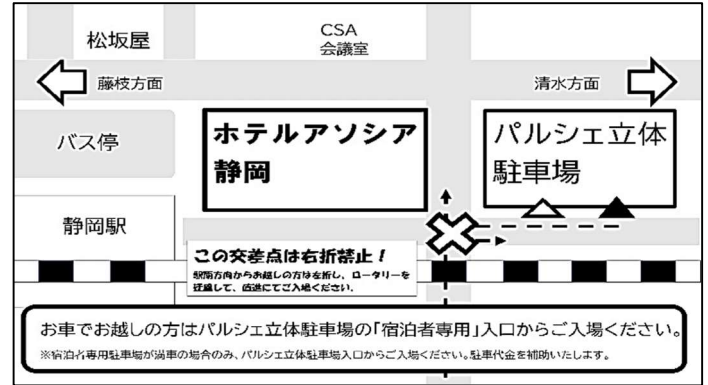 松坂屋
CSA
会議室
藤枝方面
清水方面
バス停
ホテルアソシア
静岡
パルシェ立体
駐車場
静岡駅
この交差点は右折禁止！
駅南方向からお越しの方は左折し、ロータリーを
迂回して、直進にてご入場ください。
お車でお越しの方はパルシェ立体駐車場の「宿泊者専用」入口からご入場ください。
※宿泊者専用駐車場が満車の場合のみ、パルシェ立体駐車場入口からご入場ください。駐車代金を補助いたします。